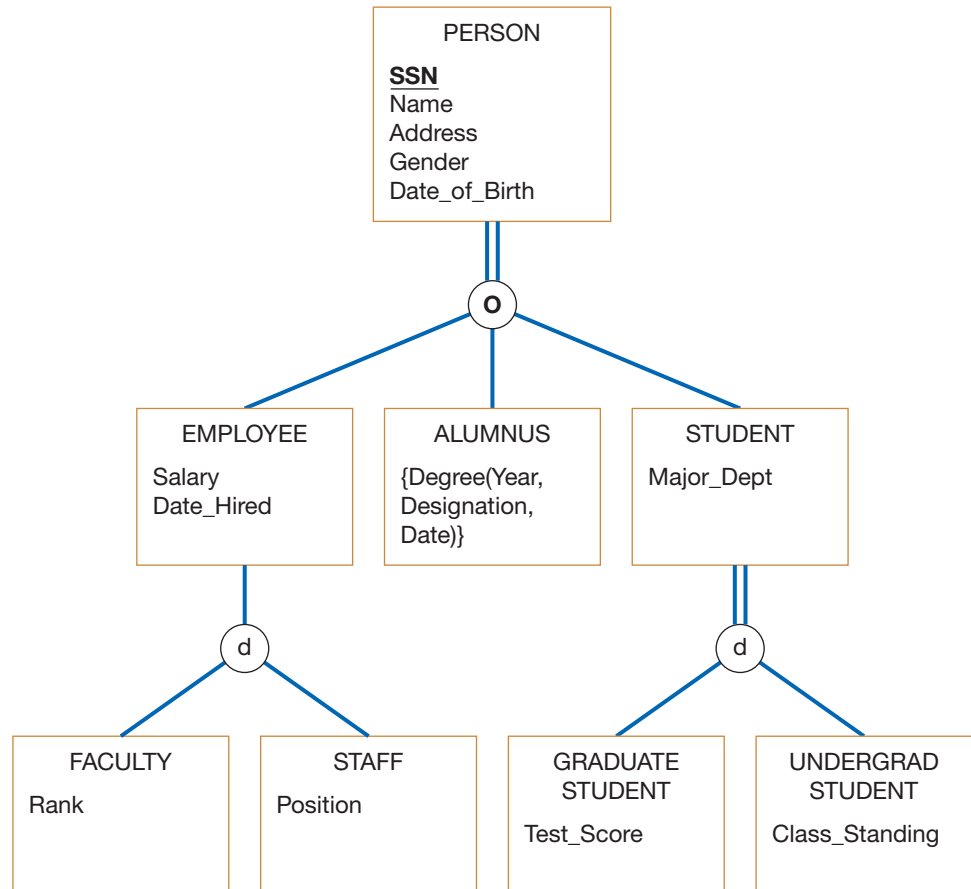 PERSON
SSN
Name
Address
Gender
Date_of_Birth
O
EMPLOYEE
Salary
Date_Hired
ALUMNUS
{Degree(Year,
Designation,
Date)}
STUDENT
Major_Dept
d
d
FACULTY
Rank
STAFF
Position
GRADUATE
STUDENT
Test_Score
UNDERGRAD
STUDENT
Class_Standing